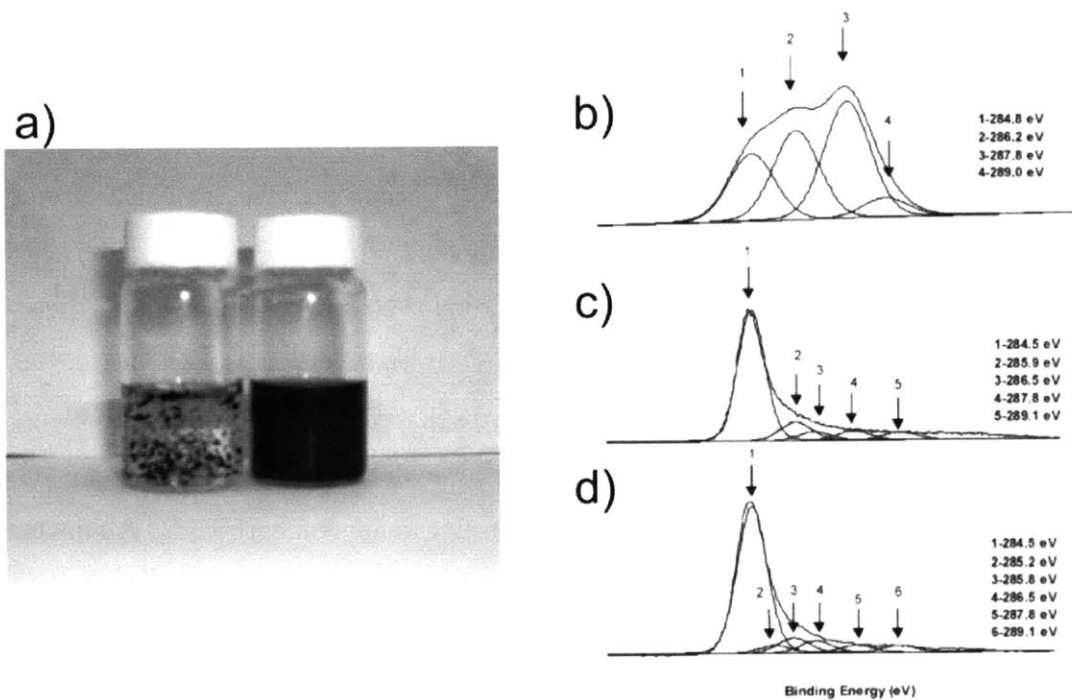 a)
b)
1
2
3
4
1-284.8 eV
2-286.2 eV
3-287.8 eV
4-289.0 eV
c)
1
2
3
4
5
1-284.5 eV
2-285.9 eV
3-286.5 eV
4-287.8 eV
5-289.1 eV
d)
1
2
3
4
5
6
1-284.5 eV
2-285.2 eV
3-285.8 eV
4-286.5 eV
5-287.8 eV
6-289.1 eV
Binding Energy (eV)